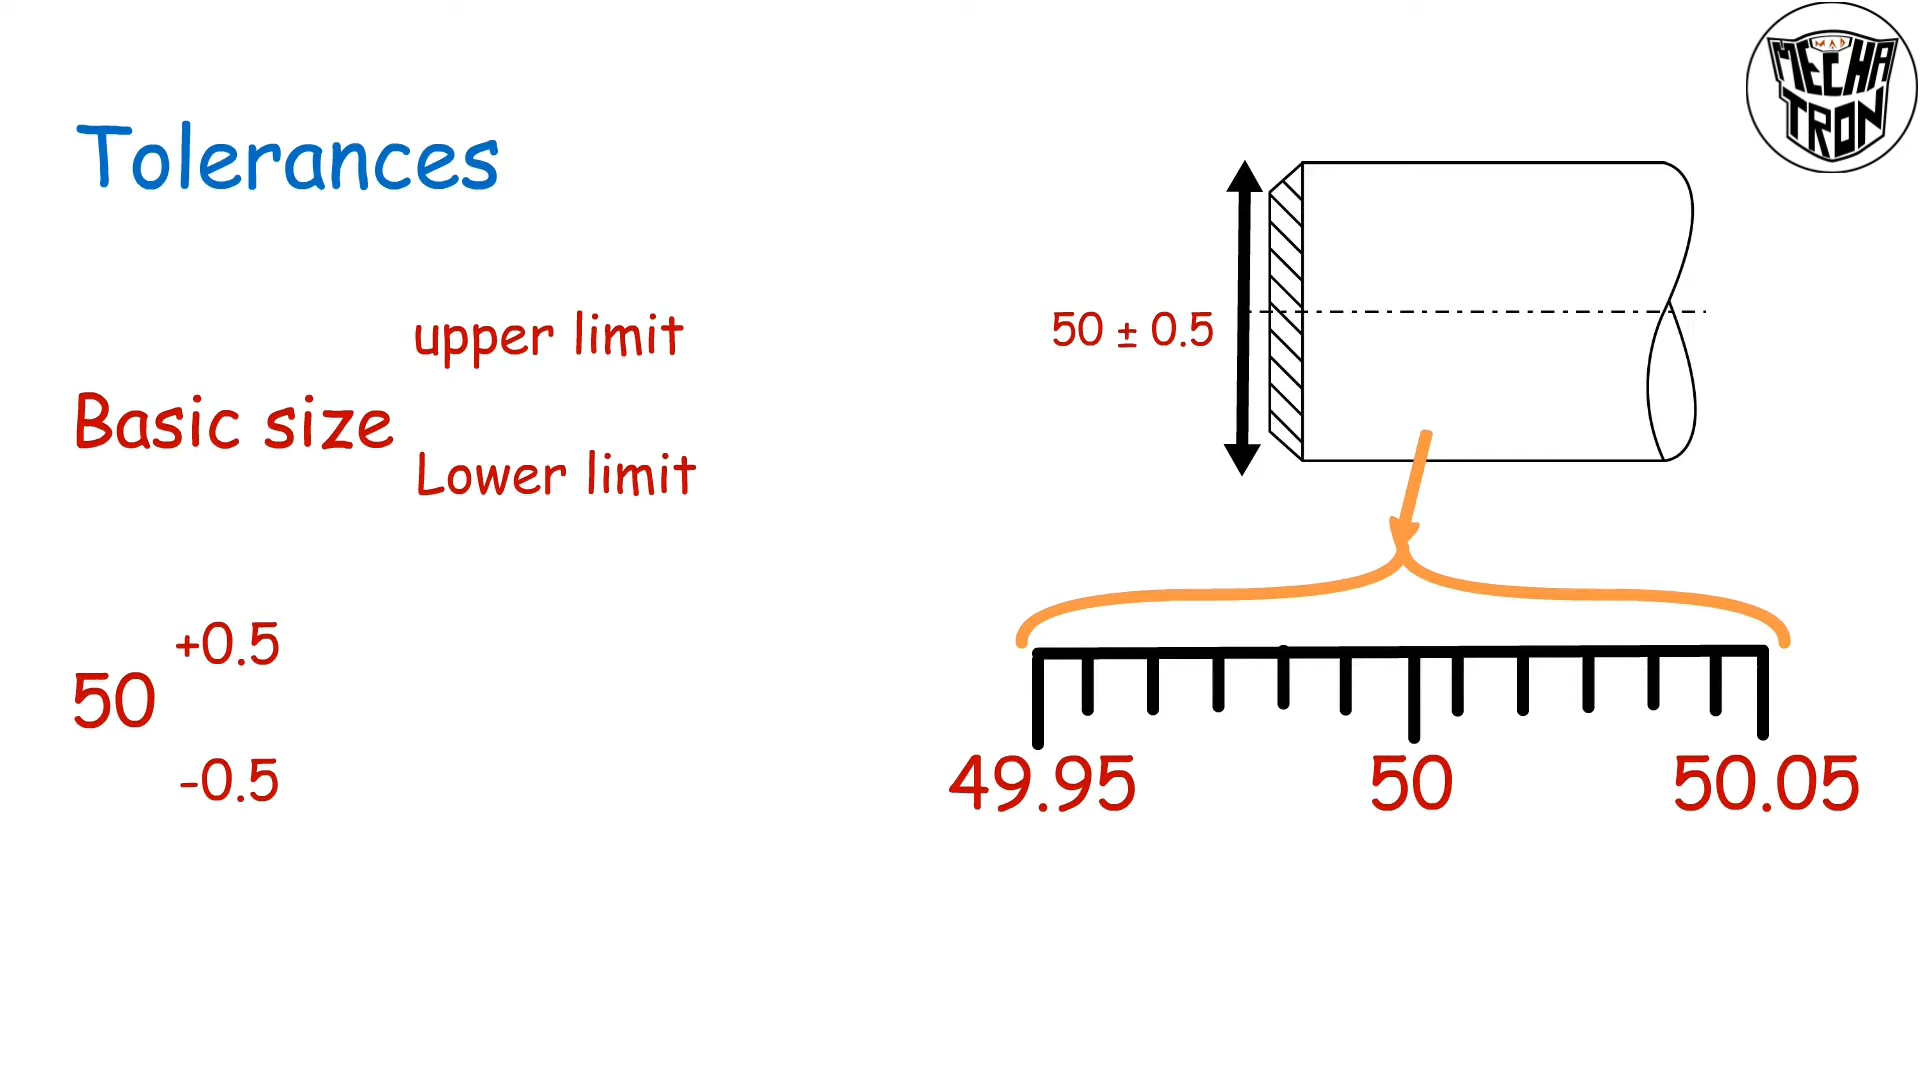 MAD
MECHA
TRON
Tolerances
upper limit
Basic size
Lower limit
50 ± 0.5
+0.5
50
-0.5
49.95 50 50.05